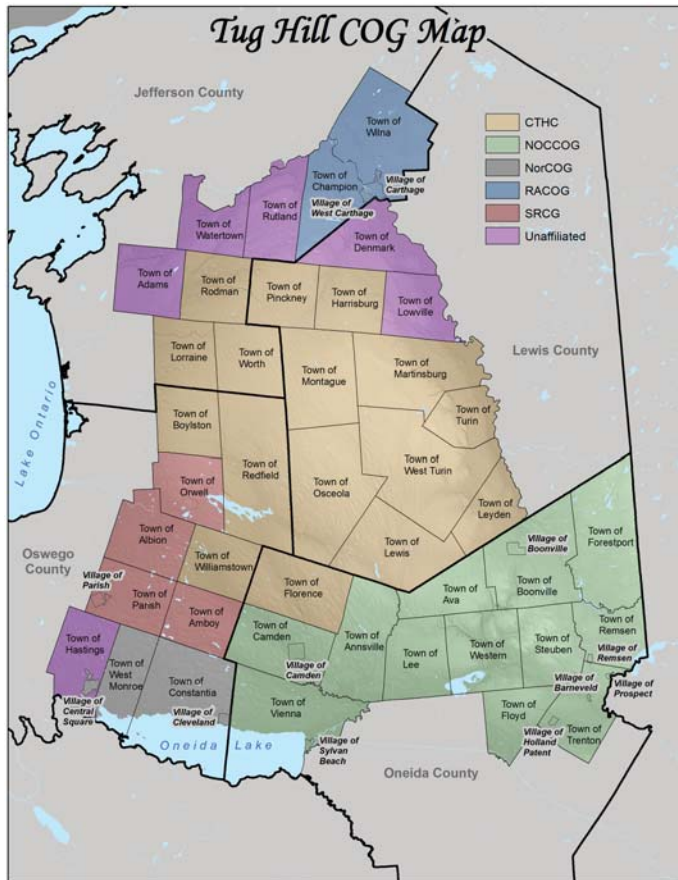 Tug Hill COG Map
Jefferson County
CTHC
NOCCOG
NorCOG
RACOG
SRCG
Unaffiliated
Town of
Wilna
Town of
Champion
Village of
Carthage
Village of
West Carthage
Town of
Rutland
Town of
Watertown
Town of
Denmark
Town of
Adams
Town of
Rodman
Town of
Pinckney
Town of
Harrisburg
Town of
Lowville
Lewis County
Town of
Lorraine
Town of
Worth
Town of
Montague
Town of
Martinsburg
Town of
Turin
Lake Ontario
Town of
Boylston
Town of
Redfield
Town of
Osceola
Town of
West Turin
Town of
Orwell
Town of
Leyden
Town of
Albion
Town of
Lewis
Oswego
County
Town of
Williamstown
Village of
Parish
Town of
Parish
Town of
Amboy
Town of
Florence
Village of
Boonville
Town of
Forestport
Town of
Ava
Town of
Boonville
Town of
Camden
Town of
Annsville
Town of
Remsen
Town of
Lee
Town of
Western
Town of
Steuben
Village of
Remsen
Town of
Hastings
Town of
West
Monroe
Town of
Constantia
Village of
Camden
Village of
Barneveld
Village of
Prospect
Village of
Central
Square
Village of
Cleveland
Town of
Vienna
Town of
Floyd
Village of
Holland
Patent
Town of
Trenton
Oneida Lake
Village of
Sylvan
Beach
Oneida County